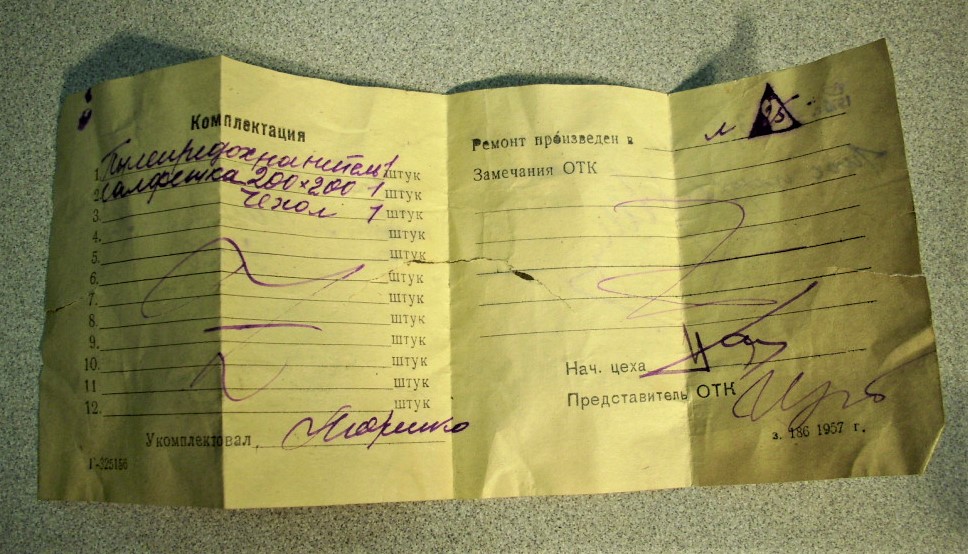 Комплектация
1. Пылепредохранитель 1 штук
2. салфетка 200×200 1 штук
3. Чехол 1 штук
4. штук
5. штук
6. штук
7. штук
8. штук
9. штук
10. штук
11 штук
12. штук
Укомплектовал
Г-325196
Ремонт произведен в
25
Замечания ОТК
Нач. цеха
Представитель ОТК
з. 186 1957 г.